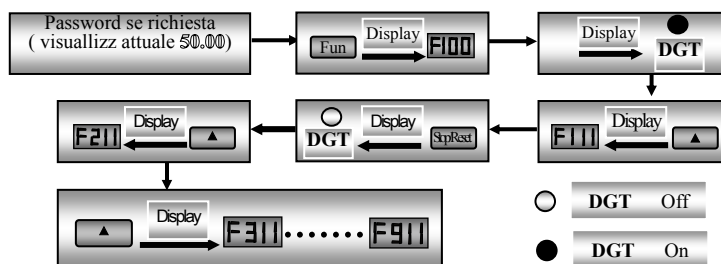 Password se richiesta
( visuallizz attuale 50.00)
Fun Display F100
Display DGT
F211 Display ▲
DGT Display Stop Reset
F111 Display ▲
▲ Display F311 ······· F911
DGT Off
DGT On